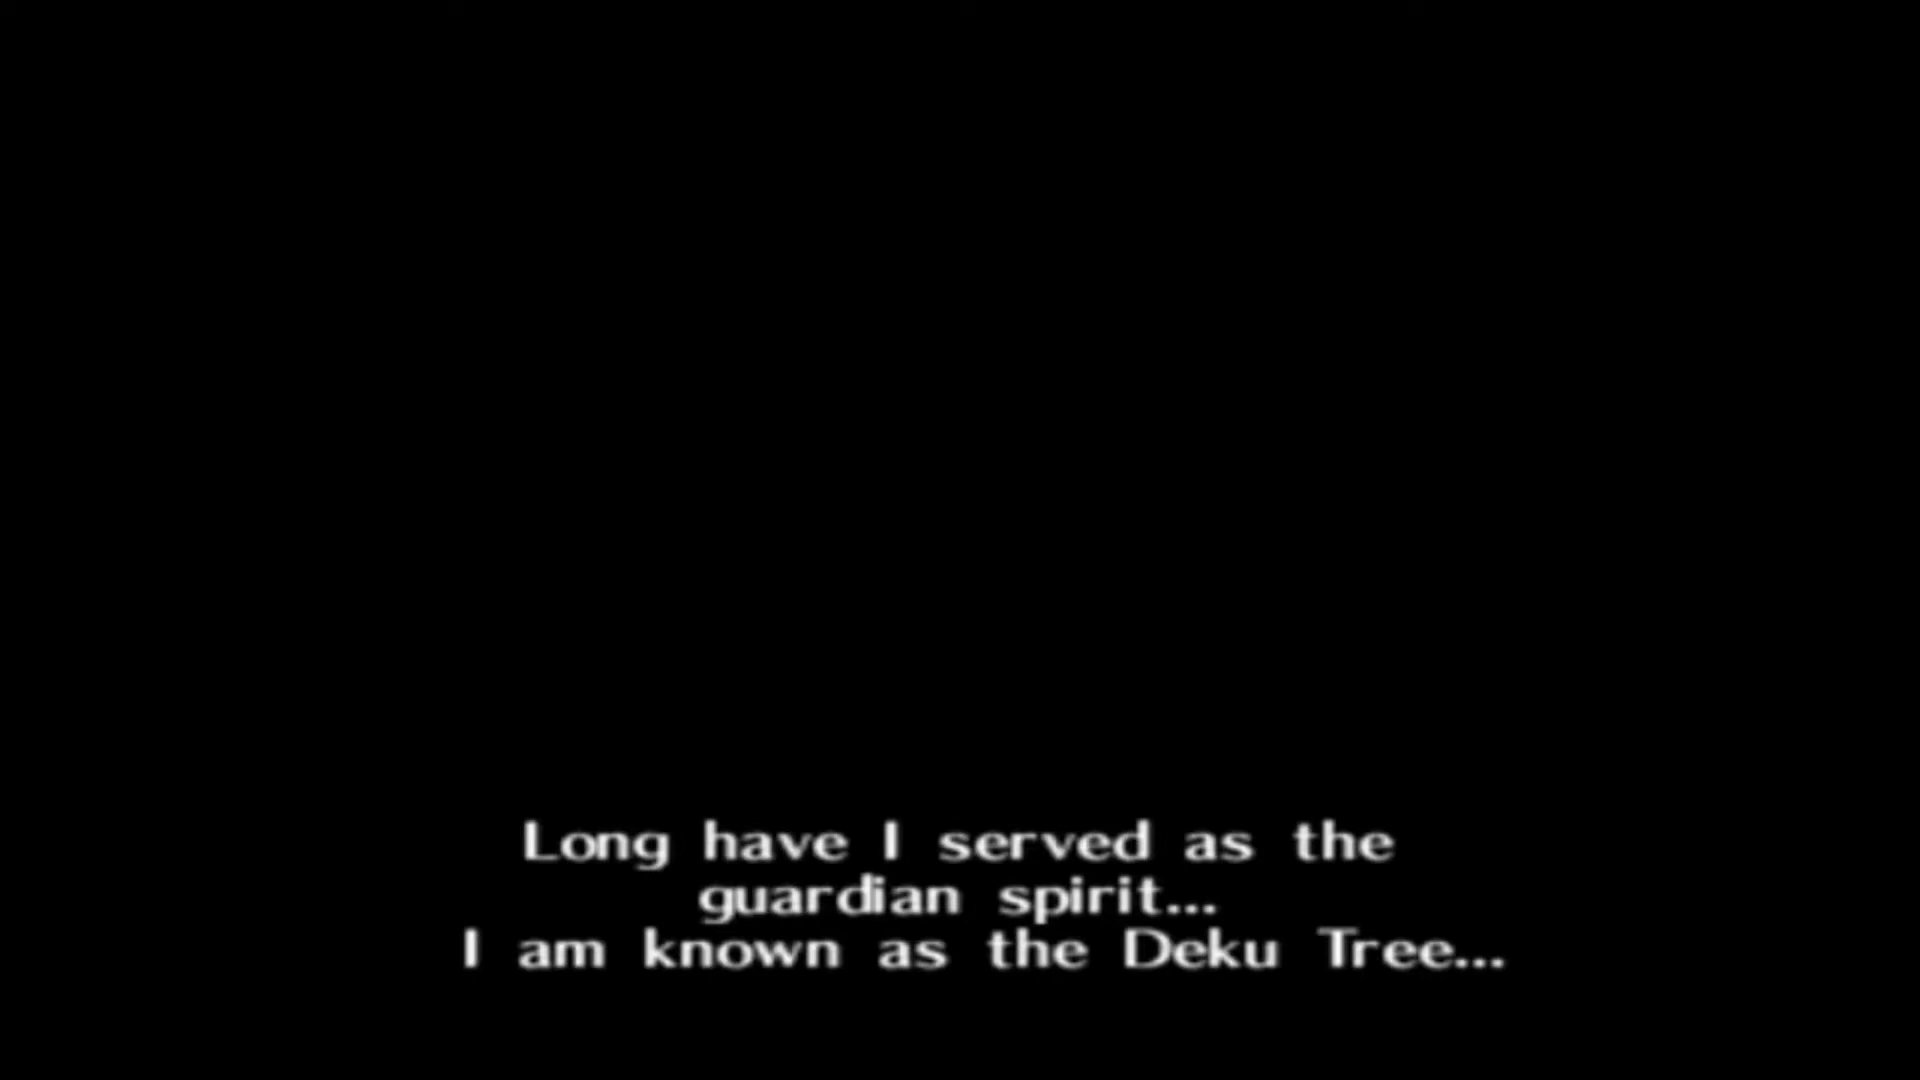 Long have I served as the
guardian spirit...
I am known as the Deku Tree...